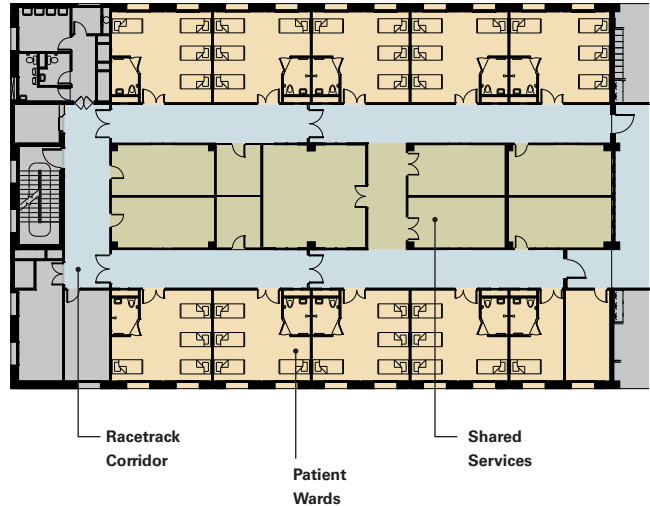 Racetrack
Corridor
Patient
Wards
Shared
Services